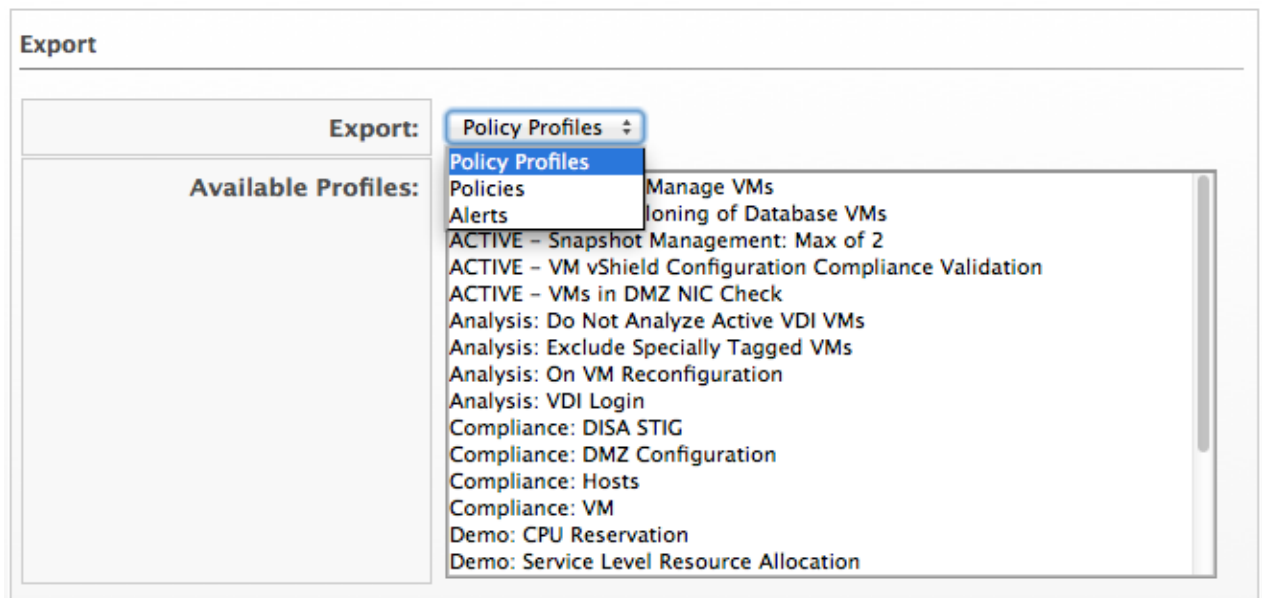 Export
Export: Policy Profiles
Policy Profiles
Policies
Alerts
Available Profiles:
Manage VMs
loning of Database VMs
ACTIVE – Snapshot Management: Max of 2
ACTIVE – VM vShield Configuration Compliance Validation
ACTIVE – VMs in DMZ NIC Check
Analysis: Do Not Analyze Active VDI VMs
Analysis: Exclude Specially Tagged VMs
Analysis: On VM Reconfiguration
Analysis: VDI Login
Compliance: DISA STIG
Compliance: DMZ Configuration
Compliance: Hosts
Compliance: VM
Demo: CPU Reservation
Demo: Service Level Resource Allocation